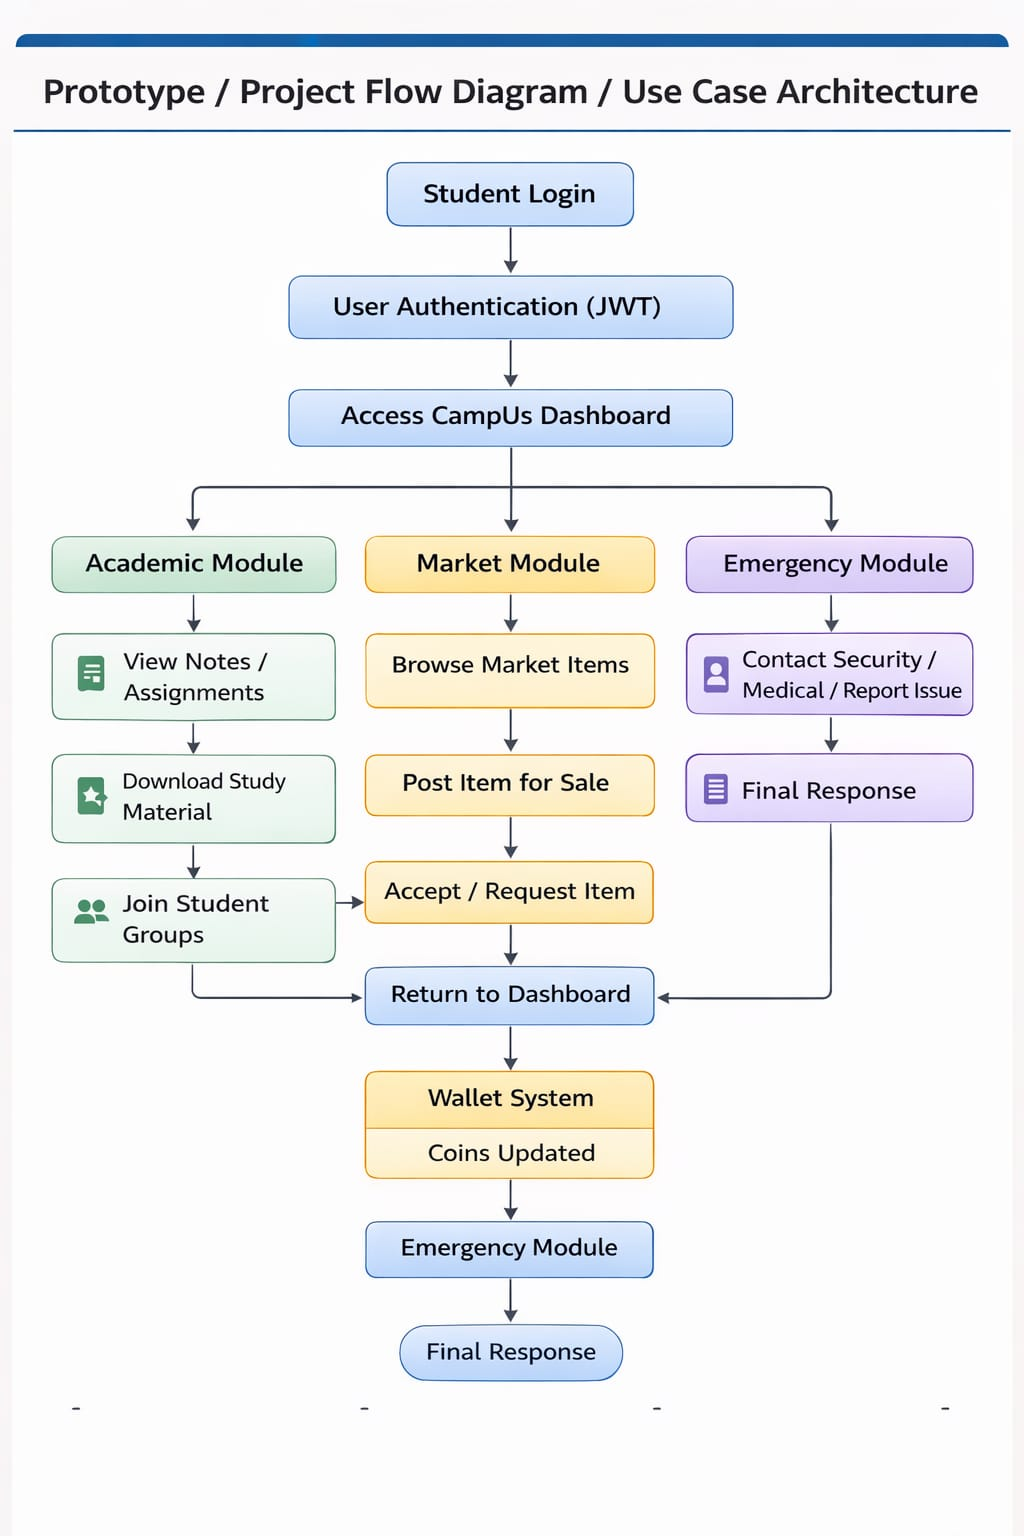 Prototype / Project Flow Diagram / Use Case Architecture
Student Login
User Authentication (JWT)
Access CampUs Dashboard
Academic Module
Market Module
Emergency Module
View Notes /
Assignments
Browse Market Items
Contact Security /
Medical / Report Issue
Download Study
Material
Post Item for Sale
Final Response
Join Student
Groups
Accept / Request Item
Return to Dashboard
Wallet System
Coins Updated
Emergency Module
Final Response